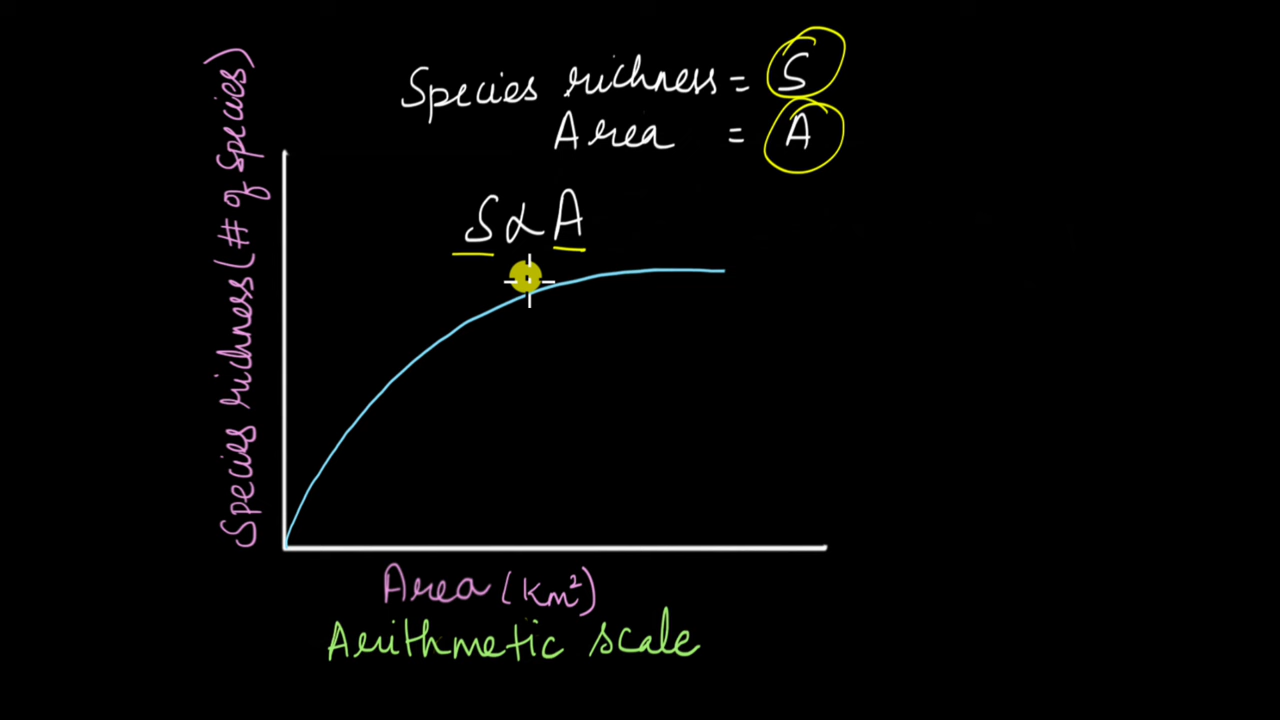 Species richness = S
Area = A
S ∝ A
Species richness (# of species)
Area (Km²)
Arithmetic scale